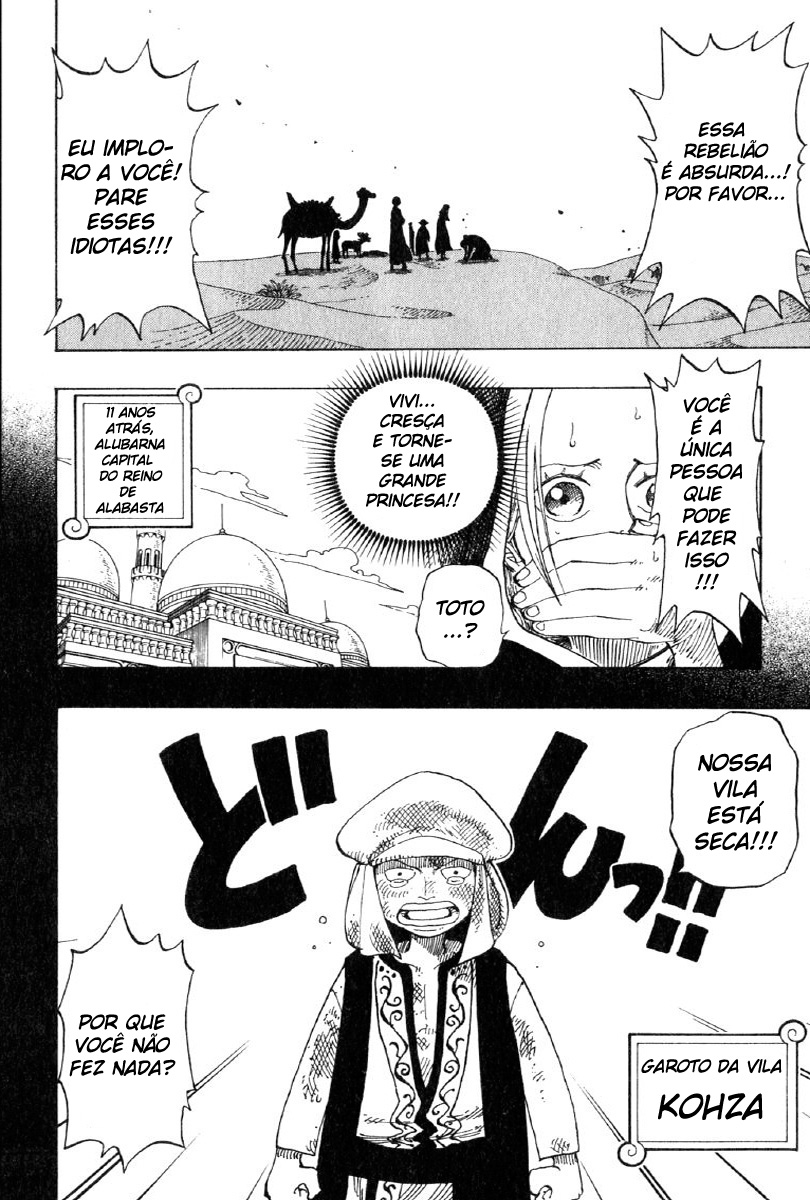 ESSA
REBELIÃO
É ABSURDA...!
POR FAVOR...
EU IMPLO-
RO A VOCÊ!
PARE
ESSES
IDIOTAS!!!
VOCÊ
É A
ÚNICA
PESSOA
QUE
PODE
FAZER
ISSO
!!!
VIVI...
CRESÇA
E TORNE-
SE UMA
GRANDE
PRINCESA!!
TOTO
...?
11 ANOS
ATRÁS,
ALUBARNA
CAPITAL
DO REINO
DE
ALABASTA
NOSSA
VILA
ESTÁ
SECA!!!
どんっ!!
POR QUE
VOCÊ NÃO
FEZ NADA?
GAROTO DA VILA
KOHZA